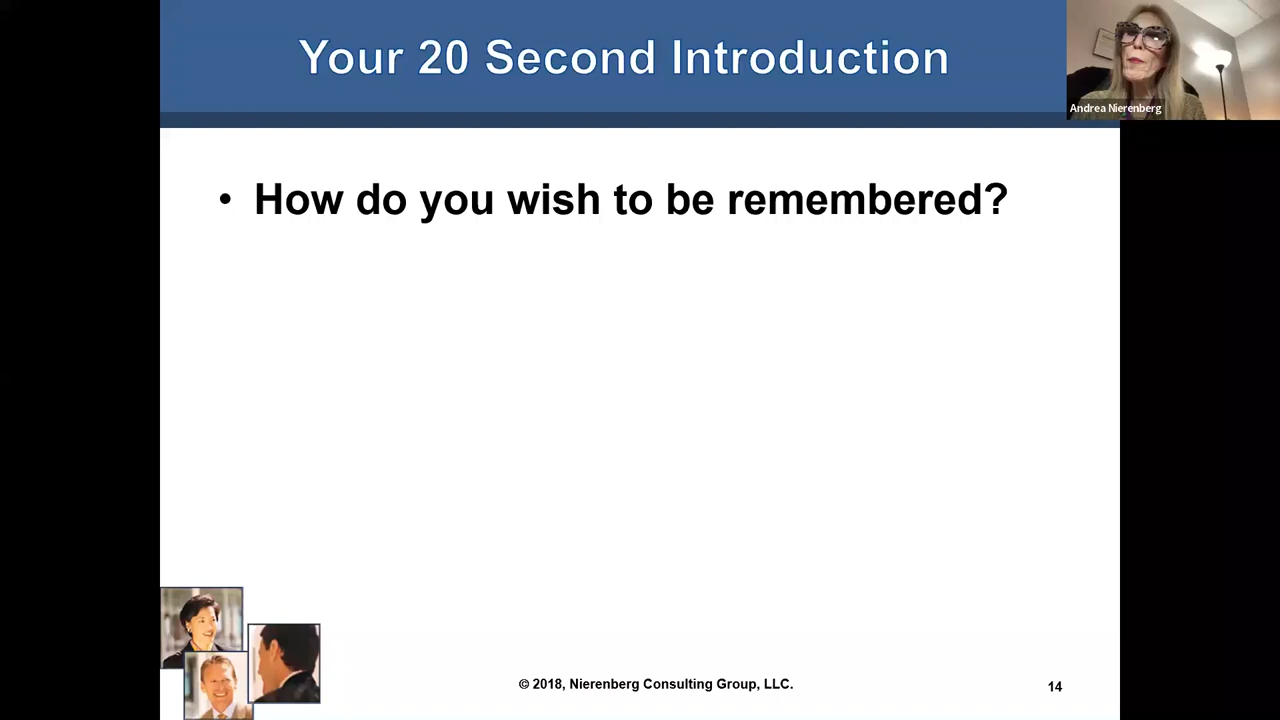 Your 20 Second Introduction
Andrea Nierenberg
• How do you wish to be remembered?
© 2018, Nierenberg Consulting Group, LLC.
14